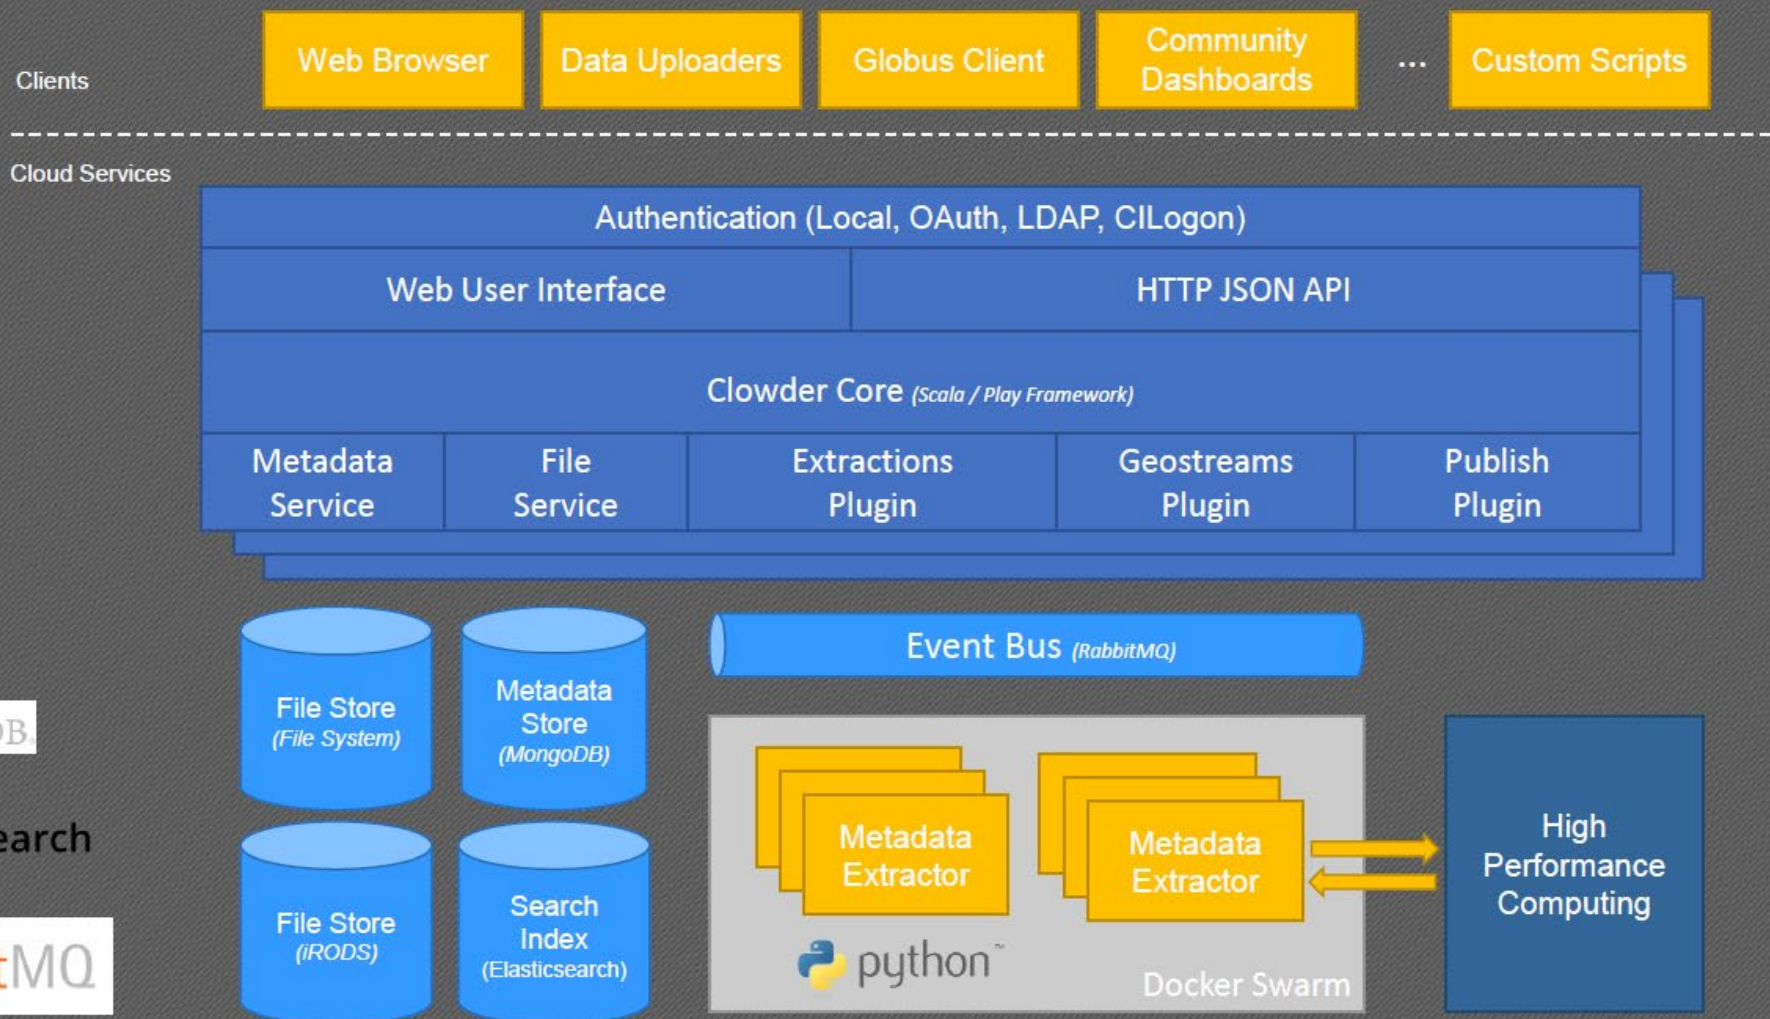 Clients
Web Browser
Data Uploaders
Globus Client
Community
Dashboards
...
Custom Scripts
Cloud Services
Authentication (Local, OAuth, LDAP, CILogon)
Web User Interface
HTTP JSON API
Clowder Core (Scala / Play Framework)
Metadata
Service
File
Service
Extractions
Plugin
Geostreams
Plugin
Publish
Plugin
File Store
(File System)
Metadata
Store
(MongoDB)
Event Bus (RabbitMQ)
File Store
(iRODS)
Search
Index
(Elasticsearch)
Metadata
Extractor
Metadata
Extractor
python™
Docker Swarm
High
Performance
Computing
DB.
earch
tMQ